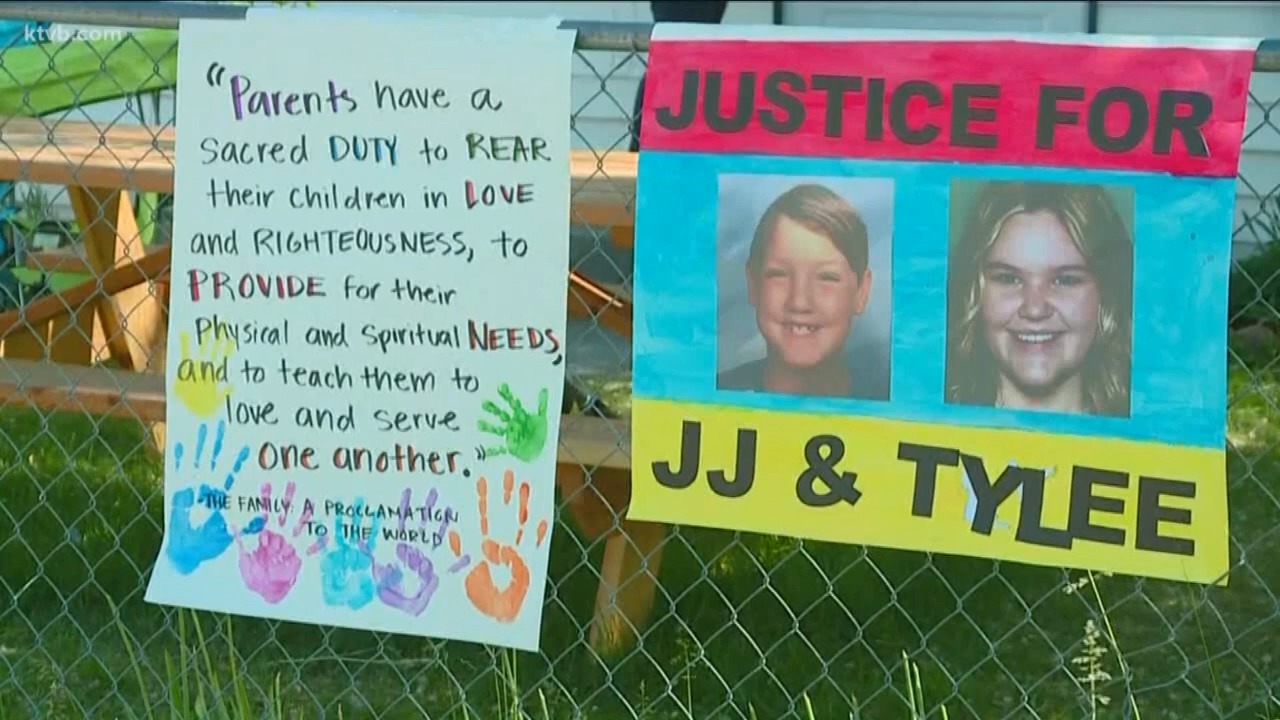 ktvb.com
"Parents have a
sacred DUTY to REAR
their children in LOVE
and RIGHTEOUSNESS, to
PROVIDE for their
physical and spiritual NEEDS,
and to teach them to
love and serve
one another."
-THE FAMILY: A PROCLAMATION
TO THE WORLD
JUSTICE FOR
JJ & TYLEE